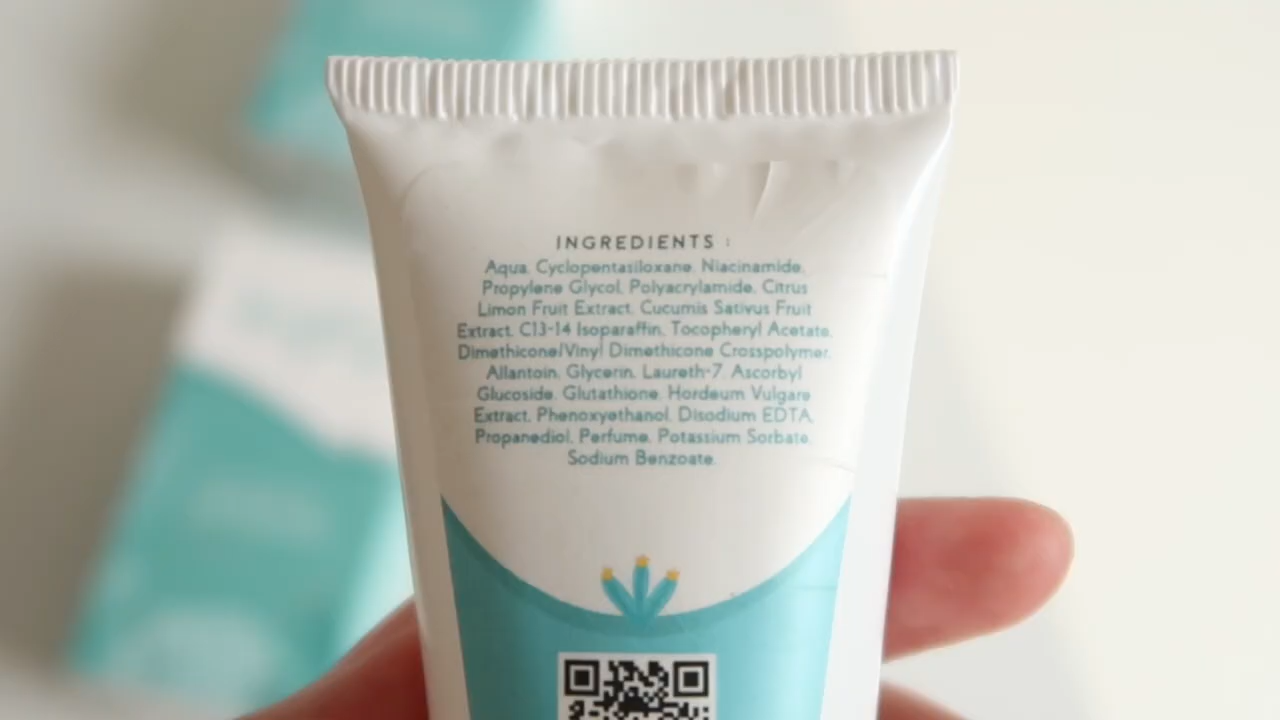 INGREDIENTS :
Aqua, Cyclopentasiloxane, Niacinamide,
Propylene Glycol, Polyacrylamide, Citrus
Limon Fruit Extract, Cucumis Sativus Fruit
Extract, C13-14 Isoparaffin, Tocopheryl Acetate,
Dimethicone/Vinyl Dimethicone Crosspolymer,
Allantoin, Glycerin, Laureth-7, Ascorbyl
Glucoside, Glutathione, Hordeum Vulgare
Extract, Phenoxyethanol, Disodium EDTA,
Propanediol, Perfume, Potassium Sorbate,
Sodium Benzoate.